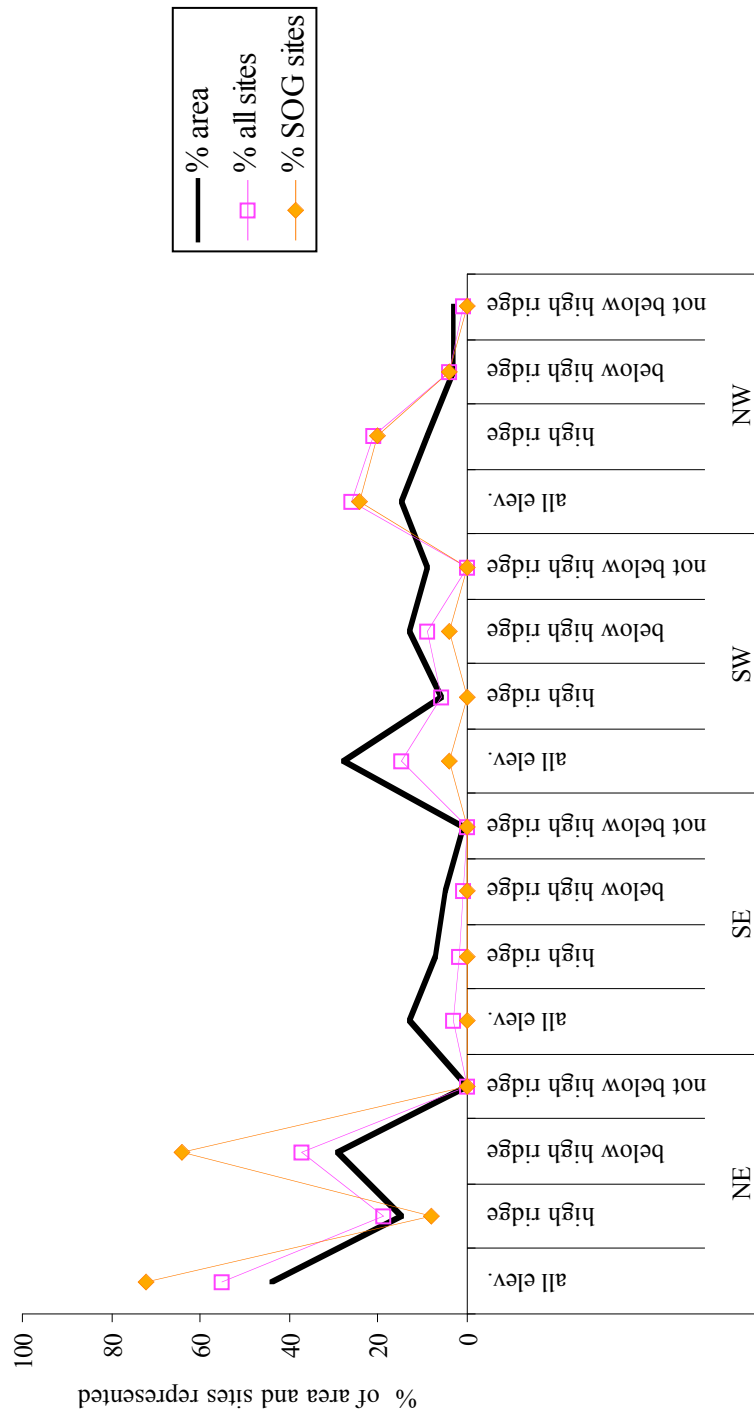 % of area and sites represented
100
80
60
40
20
0
all elev.
high ridge
below high ridge
not below high ridge
all elev.
high ridge
below high ridge
not below high ridge
all elev.
high ridge
below high ridge
not below high ridge
all elev.
high ridge
below high ridge
not below high ridge
NE
SE
SW
NW
% area
% all sites
% SOG sites